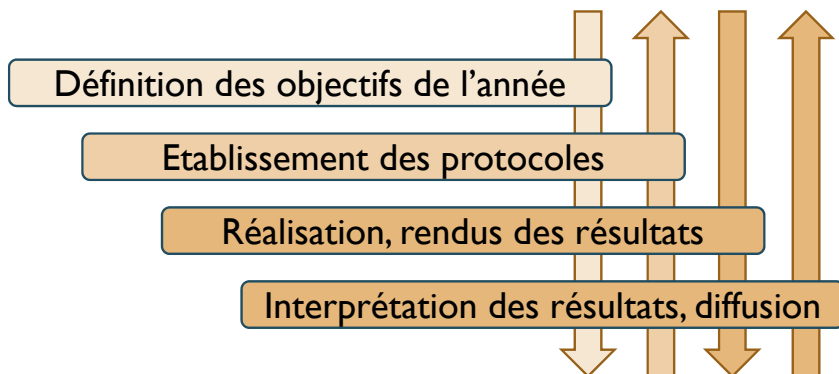 Définition des objectifs de l’année
Etablissement des protocoles
Réalisation, rendus des résultats
Interprétation des résultats, diffusion